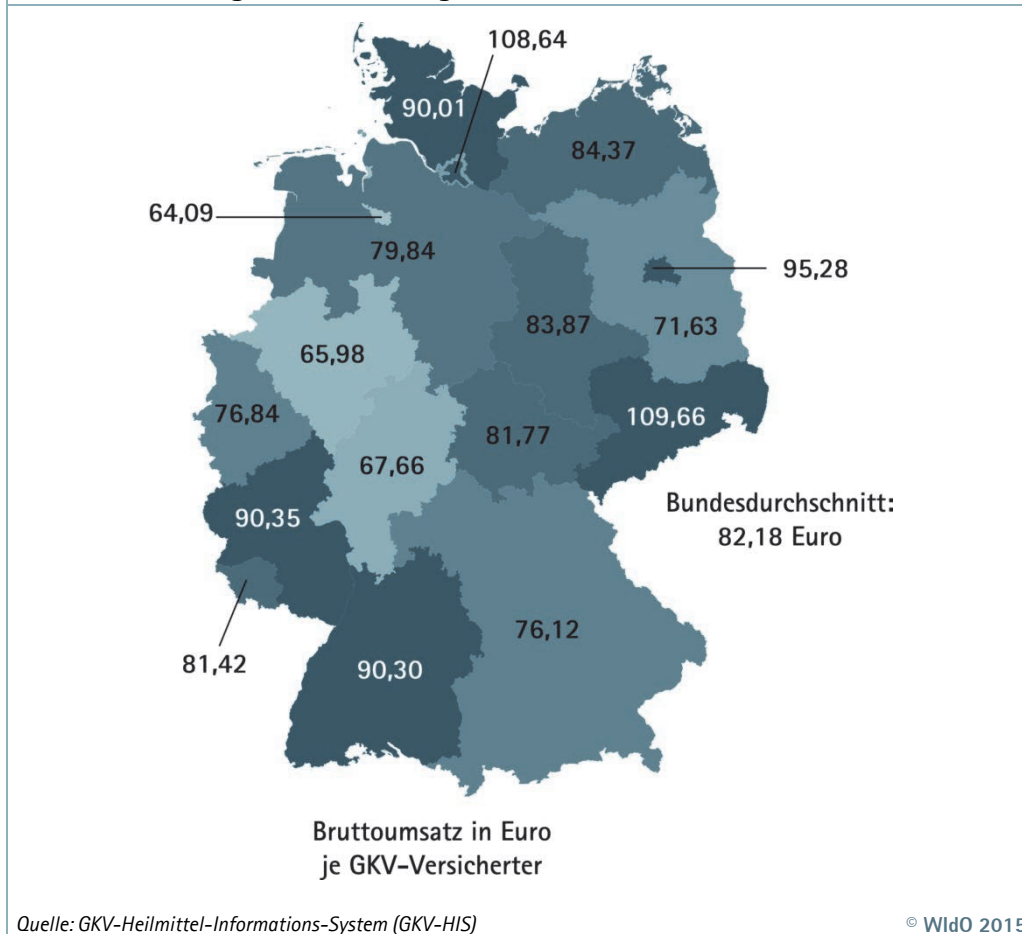 108,64
90,01
84,37
64,09
79,84
95,28
83,87
71,63
65,98
76,84
109,66
81,77
67,66
Bundesdurchschnitt:
82,18 Euro
90,35
76,12
81,42
90,30
Bruttoumsatz in Euro
je GKV-Versicherter
Quelle: GKV-Heilmittel-Informations-System (GKV-HIS)
© WIdO 2015